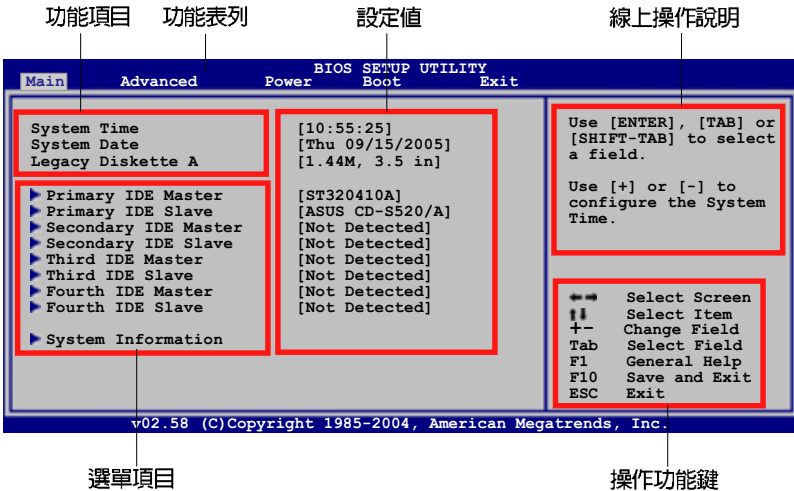 功能項目 功能表列 設定值 線上操作說明
BIOS SETUP UTILITY
Main Advanced Power Boot Exit
System Time [10:55:25]
System Date [Thu 09/15/2005]
Legacy Diskette A [1.44M, 3.5 in]
Primary IDE Master [ST320410A]
Primary IDE Slave [ASUS CD-S520/A]
Secondary IDE Master [Not Detected]
Secondary IDE Slave [Not Detected]
Third IDE Master [Not Detected]
Third IDE Slave [Not Detected]
Fourth IDE Master [Not Detected]
Fourth IDE Slave [Not Detected]
System Information
Use [ENTER], [TAB] or
[SHIFT-TAB] to select
a field.
Use [+] or [-] to
configure the System
Time.
←→ Select Screen
↑↓ Select Item
+- Change Field
Tab Select Field
F1 General Help
F10 Save and Exit
ESC Exit
v02.58 (C)Copyright 1985-2004, American Megatrends, Inc.
選單項目 操作功能鍵